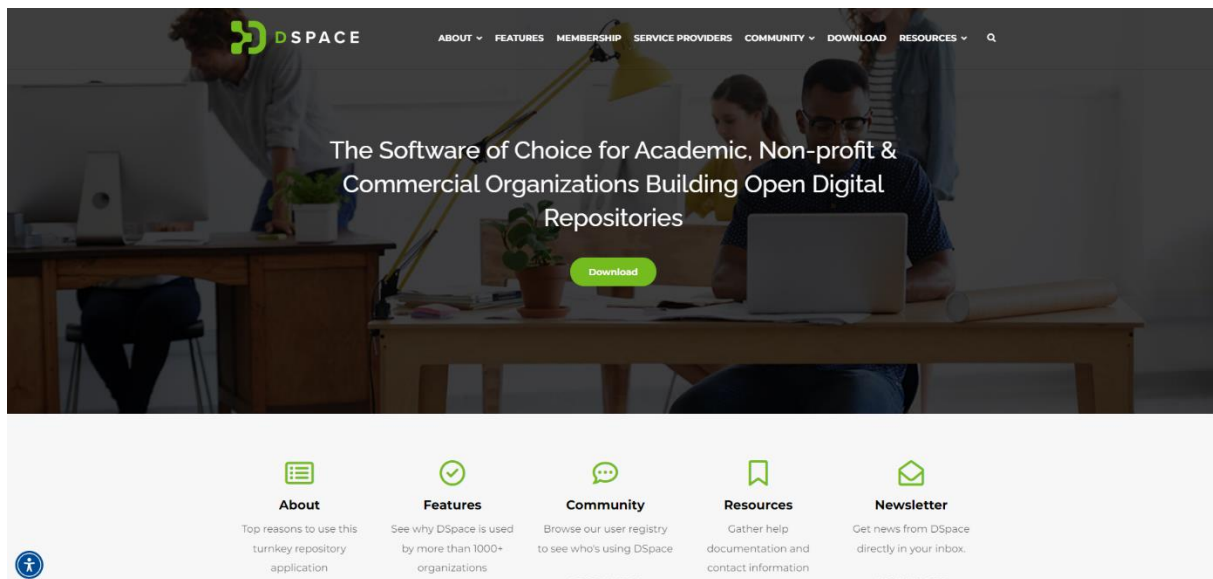 DSPACE
ABOUT FEATURES MEMBERSHIP SERVICE PROVIDERS COMMUNITY DOWNLOAD RESOURCES
The Software of Choice for Academic, Non-profit &
Commercial Organizations Building Open Digital
Repositories
Download
About
Top reasons to use this
turnkey repository
application
Features
See why DSpace is used
by more than 1000+
organizations
Community
Browse our user registry
to see who's using DSpace
Resources
Gather help
documentation and
contact information
Newsletter
Get news from DSpace
directly in your inbox.